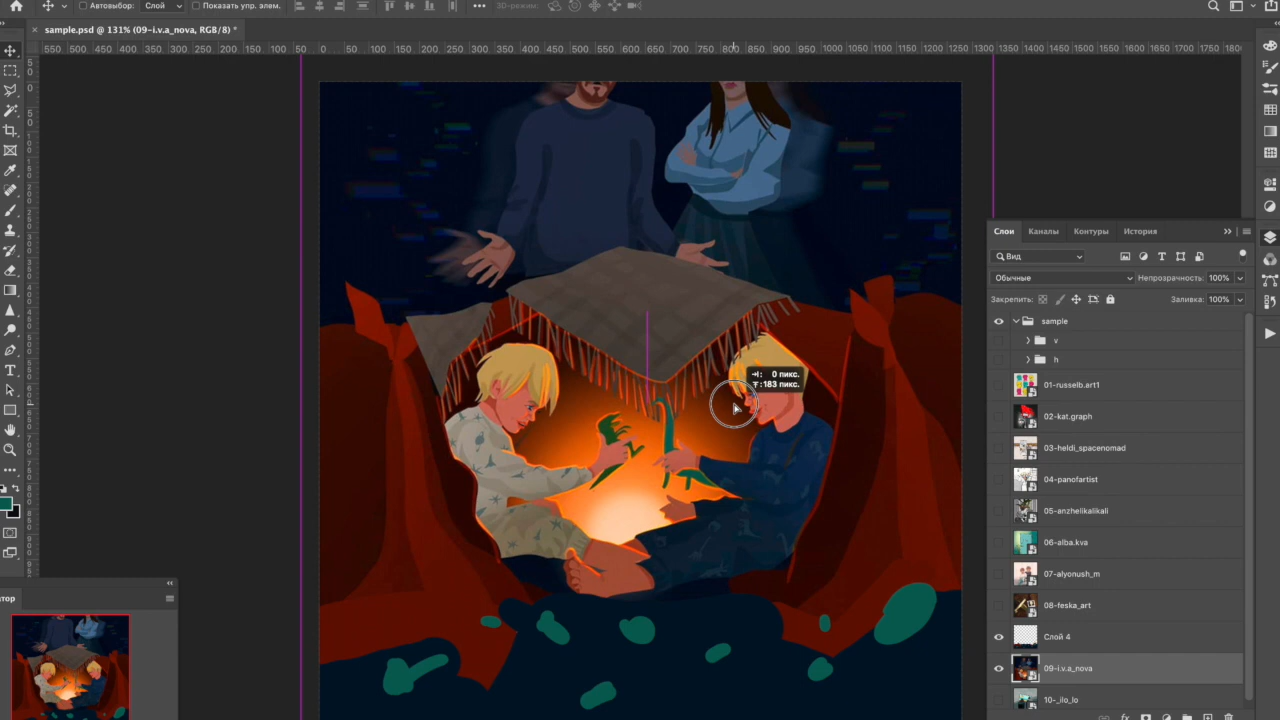 Автовыбор: Слой Показать упр. элем. 3D-режим:
sample.psd @ 131% (09-i.v.a_nova, RGB/8) *
550 500 450 400 350 300 250 200 150 100 50 0 50 100 150 200 250 300 350 400 450 500 550 600 650 700 750 800 850 900 950 1000 1050 1100 1150 1200 1250 1300 1350 1400 1450 1500 1550 1600 1650 1700 1750 1800
Слои Каналы Контуры История
Вид
Обычные Непрозрачность: 100%
Закрепить: Заливка: 100%
sample
v
h
0 пикс.
183 пикс.
01-russelb.art1
02-kat.graph
03-heldi_spacenomad
04-panofartist
05-anzhelikalikali
06-alba.kva
07-alyonush_m
08-feska_art
тор
Слой 4
09-i.v.a_nova
10-_ilo_lo
fx